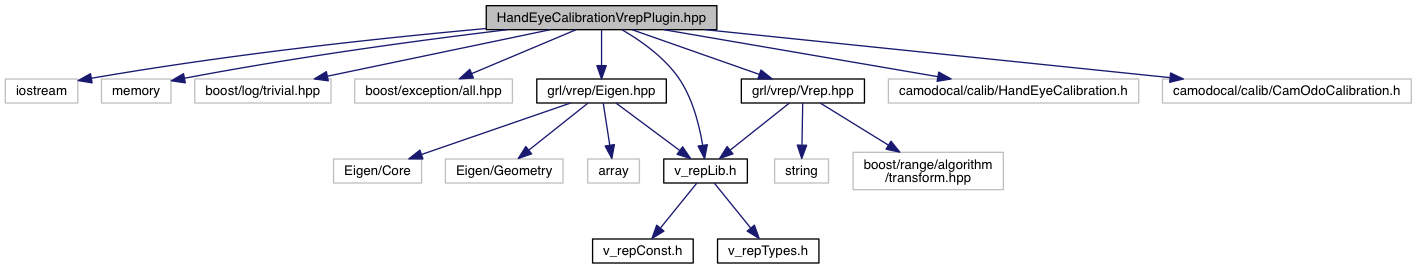 HandEyeCalibrationVrepPlugin.hpp
iostream
memory
boost/log/trivial.hpp
boost/exception/all.hpp
grl/vrep/Eigen.hpp
grl/vrep/Vrep.hpp
camodocal/calib/HandEyeCalibration.h
camodocal/calib/CamOdoCalibration.h
Eigen/Core
Eigen/Geometry
array
v_repLib.h
string
boost/range/algorithm
/transform.hpp
v_repConst.h
v_repTypes.h